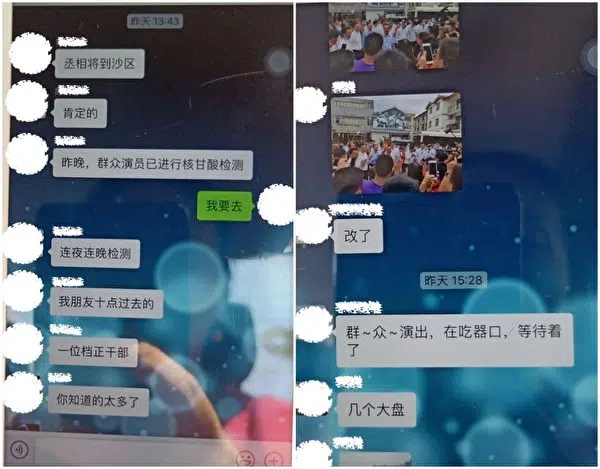 昨天 13:43
丞相将到沙区
肯定的
昨晚，群众演员已进行核甘酸检测
我要去
连夜连晚检测
我朋友十点过去的
一位档正干部
你知道的太多了
改了
昨天 15:28
群~众~演出，在吃器口，等待着
了
几个大盘